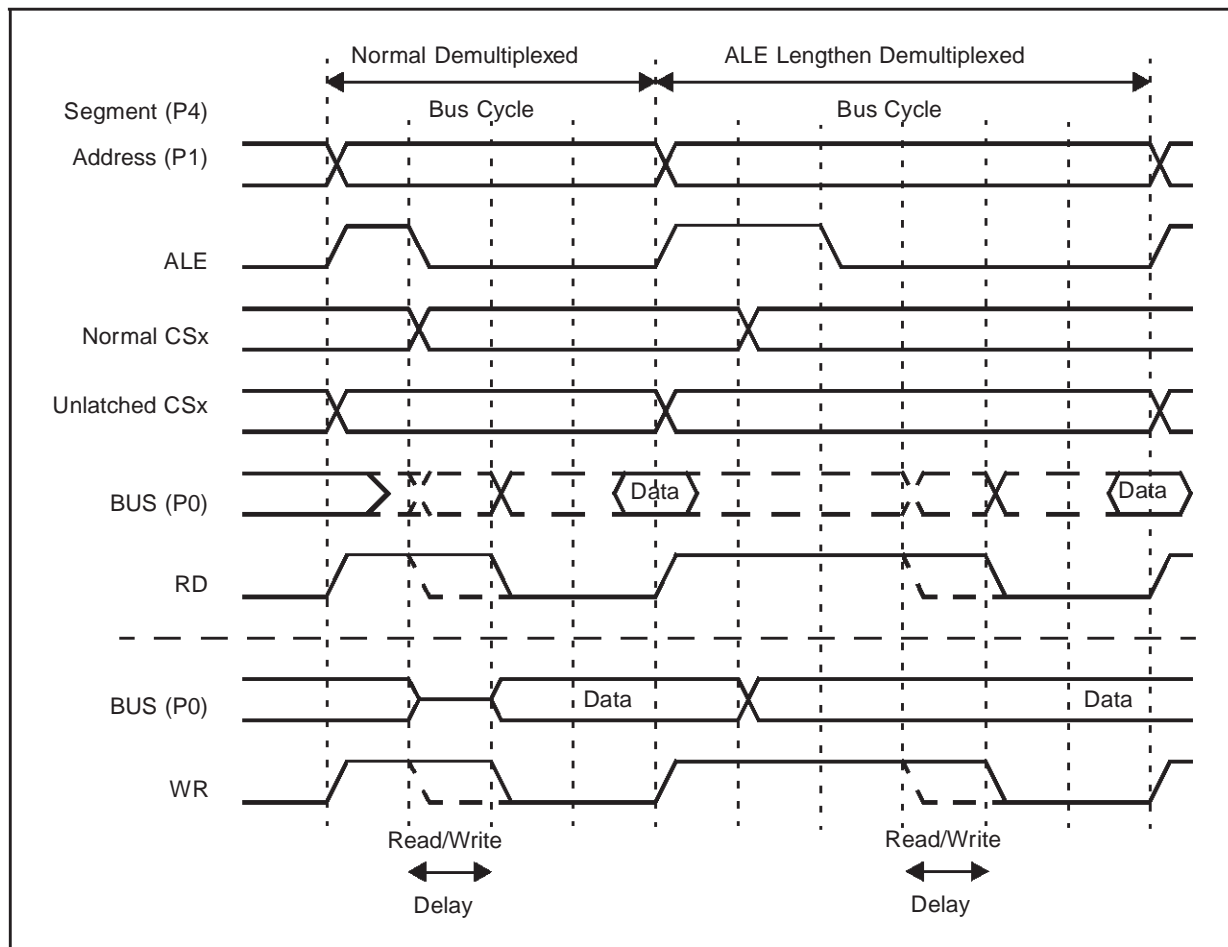 Normal Demultiplexed
ALE Lengthen Demultiplexed
Segment (P4)
Bus Cycle
Bus Cycle
Address (P1)
ALE
Normal CSx
Unlatched CSx
BUS (P0)
Data
Data
RD
BUS (P0)
Data
Data
WR
Read/Write
Read/Write
Delay
Delay